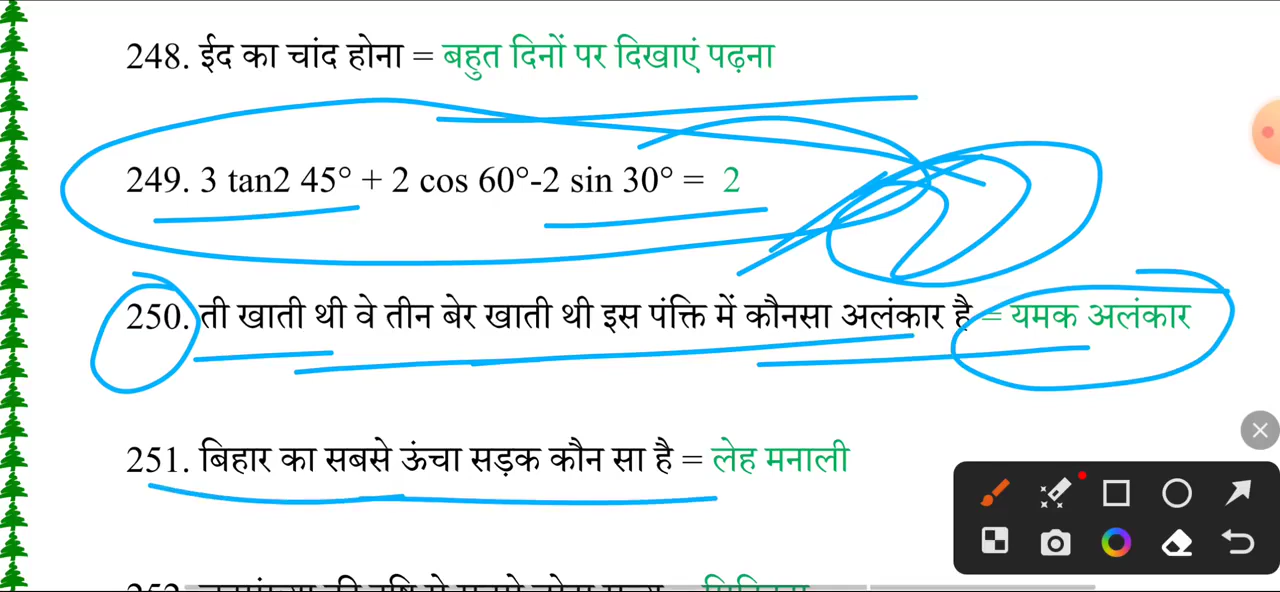 248. ईद का चांद होना = बहुत दिनों पर दिखाएं पढ़ना
249. 3 tan2 45° + 2 cos 60°-2 sin 30° = 2
250. ती खाती थी वे तीन बेर खाती थी इस पंक्ति में कौनसा अलंकार है = यमक अलंकार
251. बिहार का सबसे ऊंचा सड़क कौन सा है = लेह मनाली